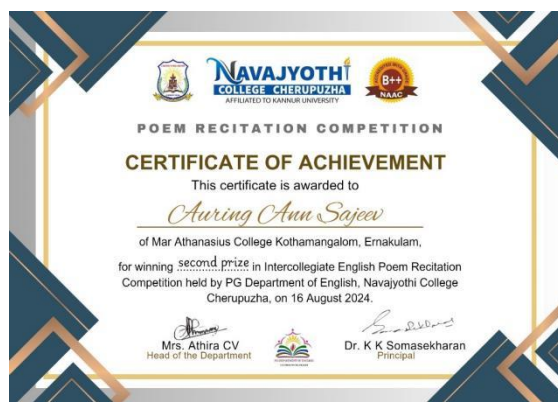 NAVAJYOTHI
COLLEGE CHERUPUZHA
AFFILIATED TO KANNUR UNIVERSITY
B++
NAAC
POEM RECITATION COMPETITION
CERTIFICATE OF ACHIEVEMENT
This certificate is awarded to
Auring Ann Sajeev
of Mar Athanasius College Kothamangalom, Ernakulam,
for winning second prize in Intercollegiate English Poem Recitation
Competition held by PG Department of English, Navajyothi College
Cherupuzha, on 16 August 2024.
Mrs. Athira CV
Head of the Department
Dr. K K Somasekharan
Principal